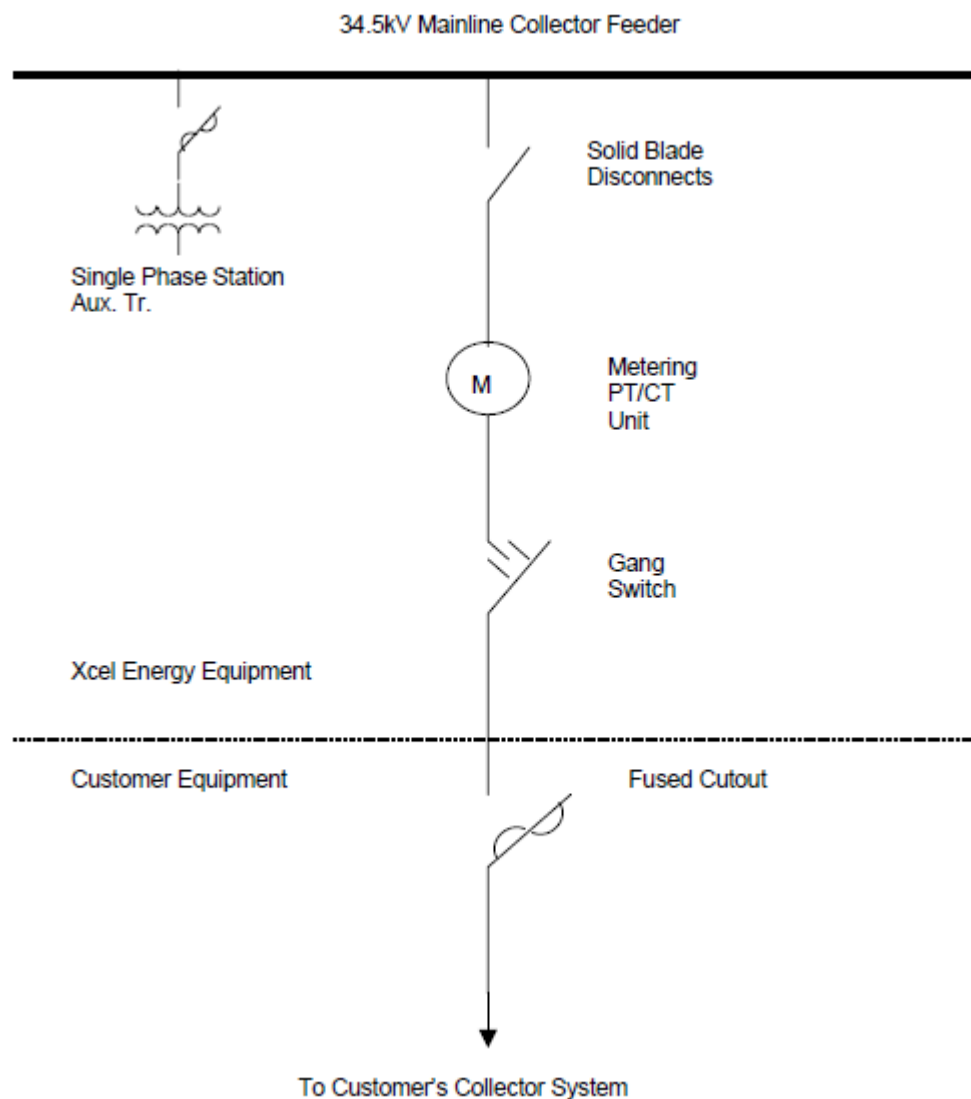 34.5kV Mainline Collector Feeder
Solid Blade
Disconnects
Single Phase Station
Aux. Tr.
M
Metering
PT/CT
Unit
Gang
Switch
Xcel Energy Equipment
Customer Equipment
Fused Cutout
To Customer's Collector System